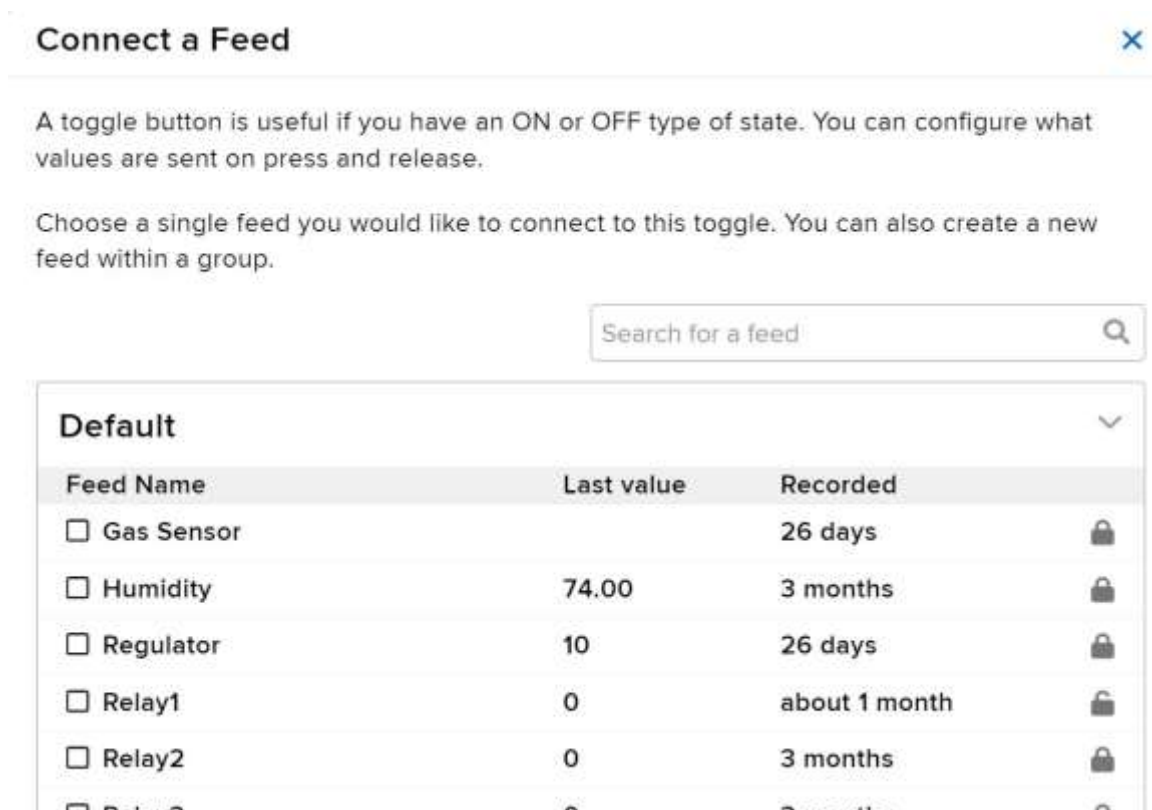 Connect a Feed
A toggle button is useful if you have an ON or OFF type of state. You can configure what
values are sent on press and release.
Choose a single feed you would like to connect to this toggle. You can also create a new
feed within a group.
Search for a feed
Default
Feed Name Last value Recorded
Gas Sensor 26 days
Humidity 74.00 3 months
Regulator 10 26 days
Relay1 0 about 1 month
Relay2 0 3 months